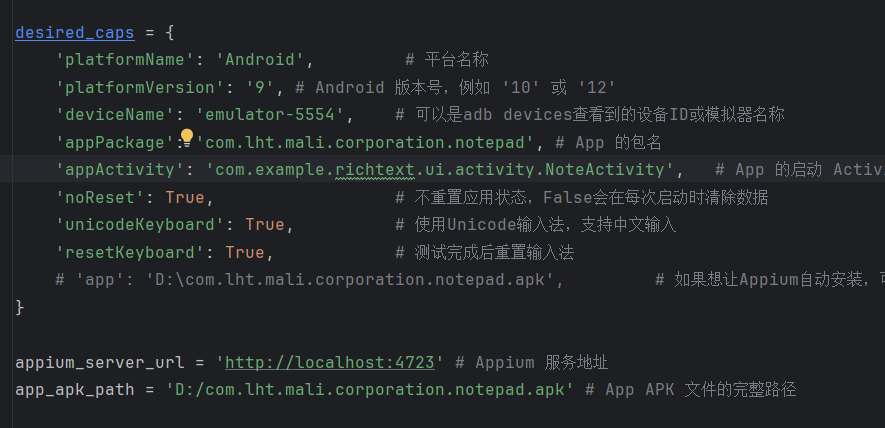 desired_caps = {
'platformName': 'Android', # 平台名称
'platformVersion': '9', # Android 版本号，例如 '10' 或 '12'
'deviceName': 'emulator-5554', # 可以是adb devices查看到的设备ID或模拟器名称
'appPackage': 'com.lht.mali.corporation.notepad', # App 的包名
'appActivity': 'com.example.richtext.ui.activity.NoteActivity', # App 的启动 Activ
'noReset': True, # 不重置应用状态，False会在每次启动时清除数据
'unicodeKeyboard': True, # 使用Unicode输入法，支持中文输入
'resetKeyboard': True, # 测试完成后重置输入法
# 'app': 'D:\com.lht.mali.corporation.notepad.apk', # 如果想让Appium自动安装，
}
appium_server_url = 'http://localhost:4723' # Appium 服务地址
app_apk_path = 'D:/com.lht.mali.corporation.notepad.apk' # App APK 文件的完整路径